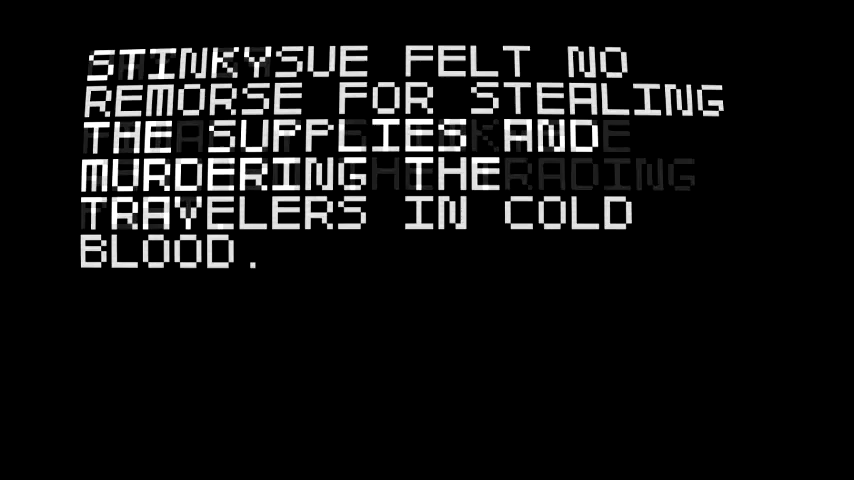 STINKYSUE FELT NO
REMORSE FOR STEALING
THE SUPPLIES AND
MURDERING THE
TRAVELERS IN COLD
BLOOD.